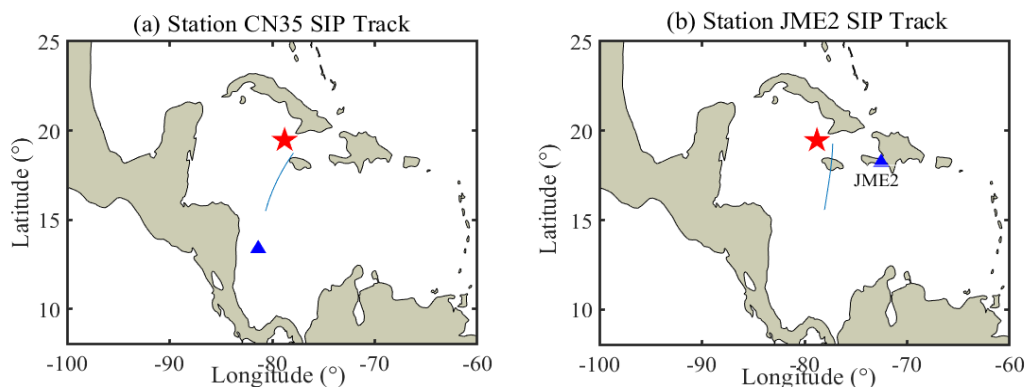 (a) Station CN35 SIP Track
25
20
15
10
Latitude (°)
-100 -90 -80 -70 -60
Longitude (°)
(b) Station JME2 SIP Track
25
20
15
10
Latitude (°)
JME2
-100 -90 -80 -70 -60
Longitude (°)